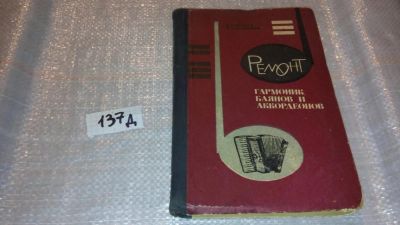 Ремонт
ГАРМОНИК
БАЯНОВ И
АККОРДЕОНОВ
137д